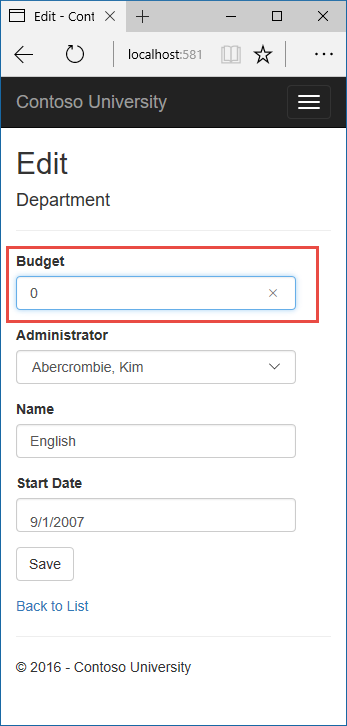 Edit - Cont
localhost:581
Contoso University
Edit
Department
Budget
0
Administrator
Abercrombie, Kim
Name
English
Start Date
9/1/2007
Save
Back to List
© 2016 - Contoso University